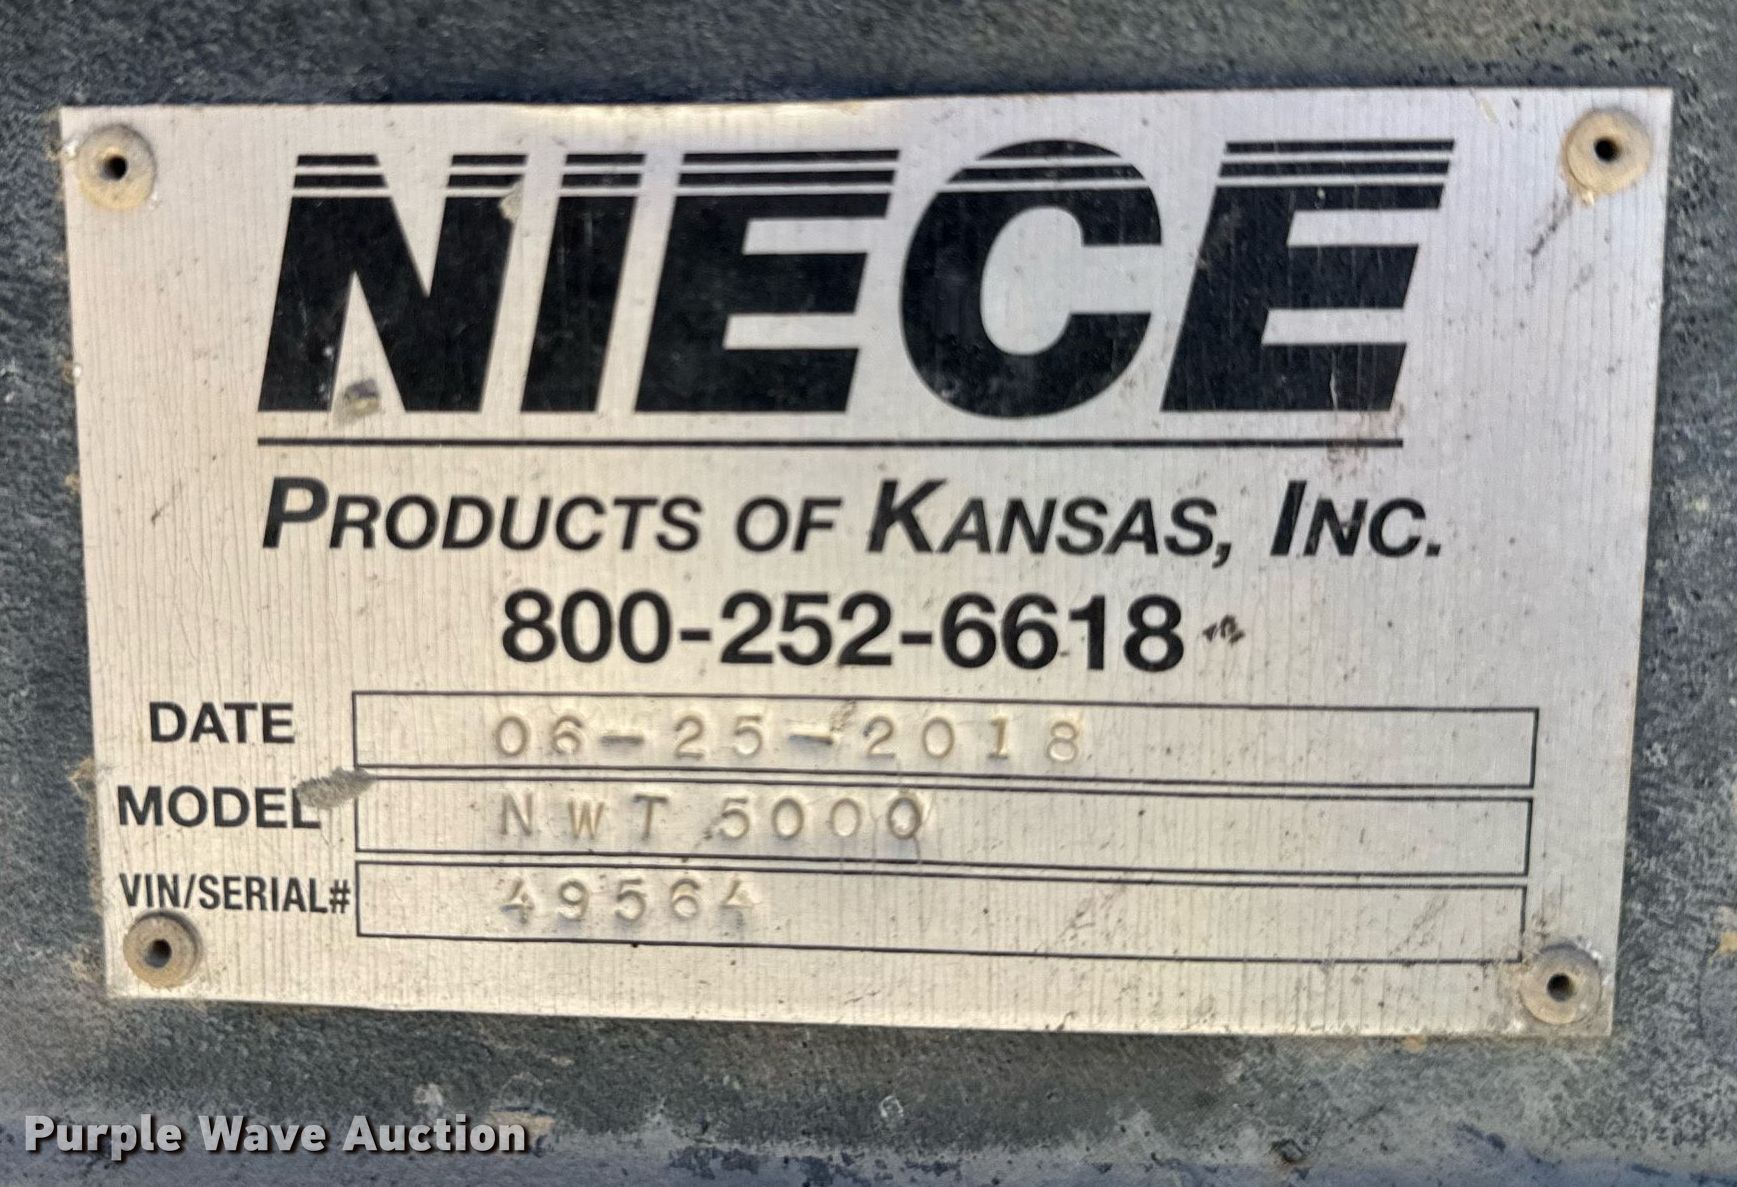 NIECE
PRODUCTS OF KANSAS, INC.
800-252-6618
DATE 06-25-2018
MODEL NWT 5000
VIN/SERIAL# 49564
Purple Wave Auction